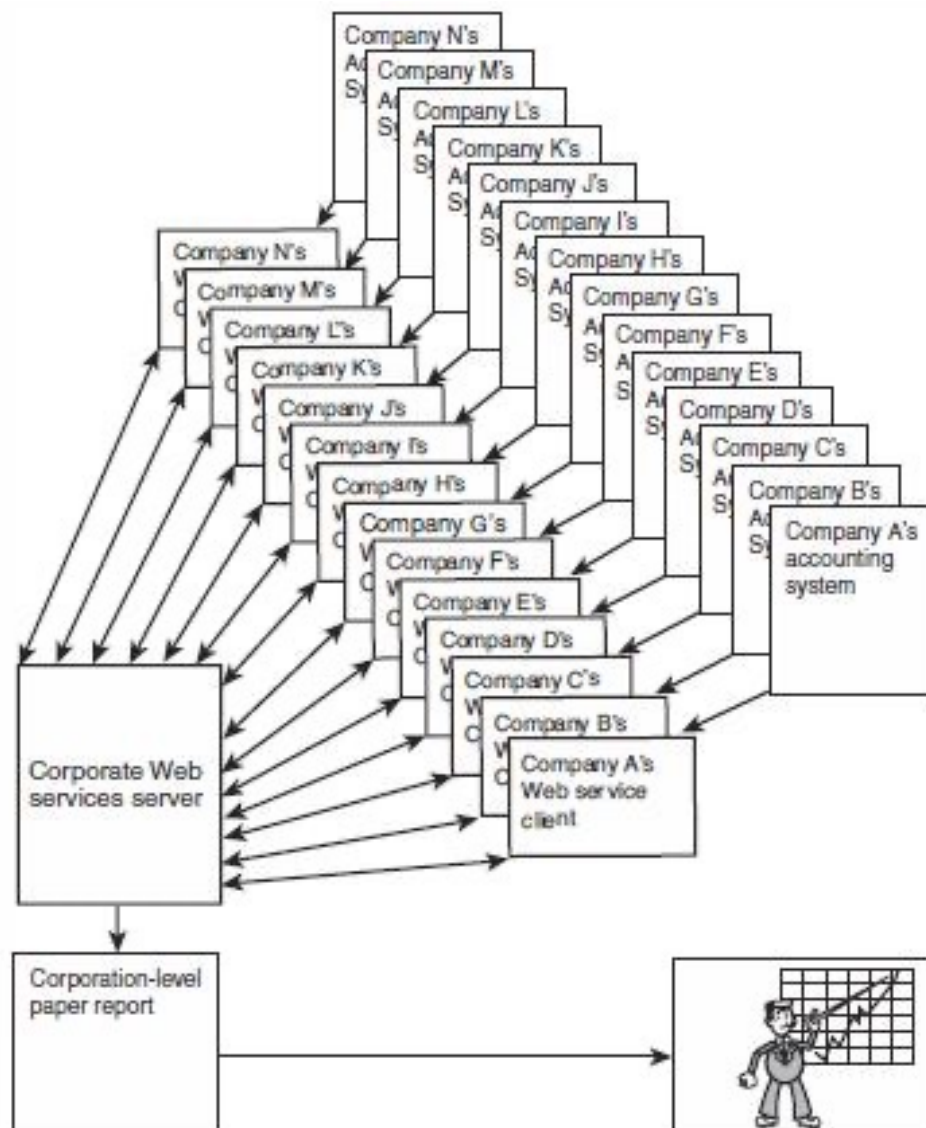 Company N's
Company M's
Company L's
Company K's
Company J's
Company I's
Company H's
Company G's
Company F's
Company E's
Company D's
Company C's
Company B's
Company A's
accounting
system
Company N's
Company M's
Company L's
Company K's
Company J's
Company I's
Company H's
Company G's
Company F's
Company E's
Company D's
Company C's
Company B's
Company A's
Web service
client
Corporate Web
services server
Corporation-level
paper report